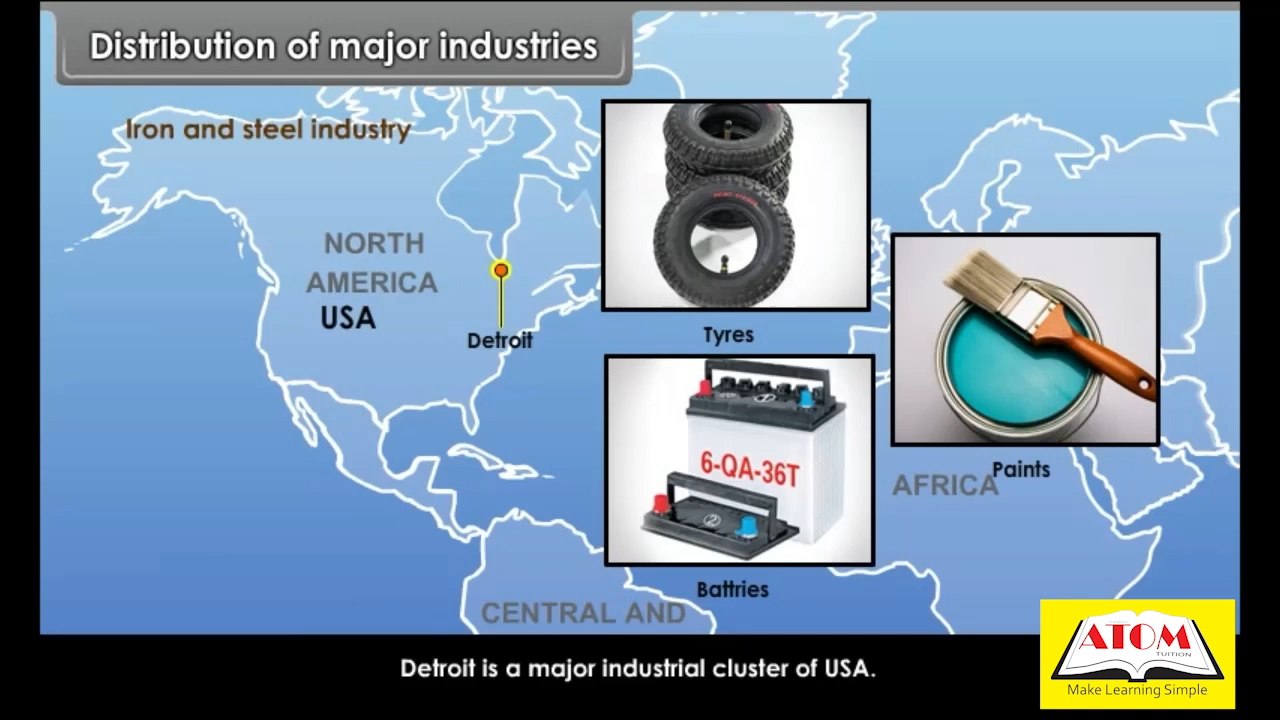 Distribution of major industries
Iron and steel industry
NORTH
AMERICA
USA
Detroit
Tyres
6-QA-36T
Battries
Paints
AFRICA
CENTRAL AND
Detroit is a major industrial cluster of USA.
ATOM
TUITION
Make Learning Simple